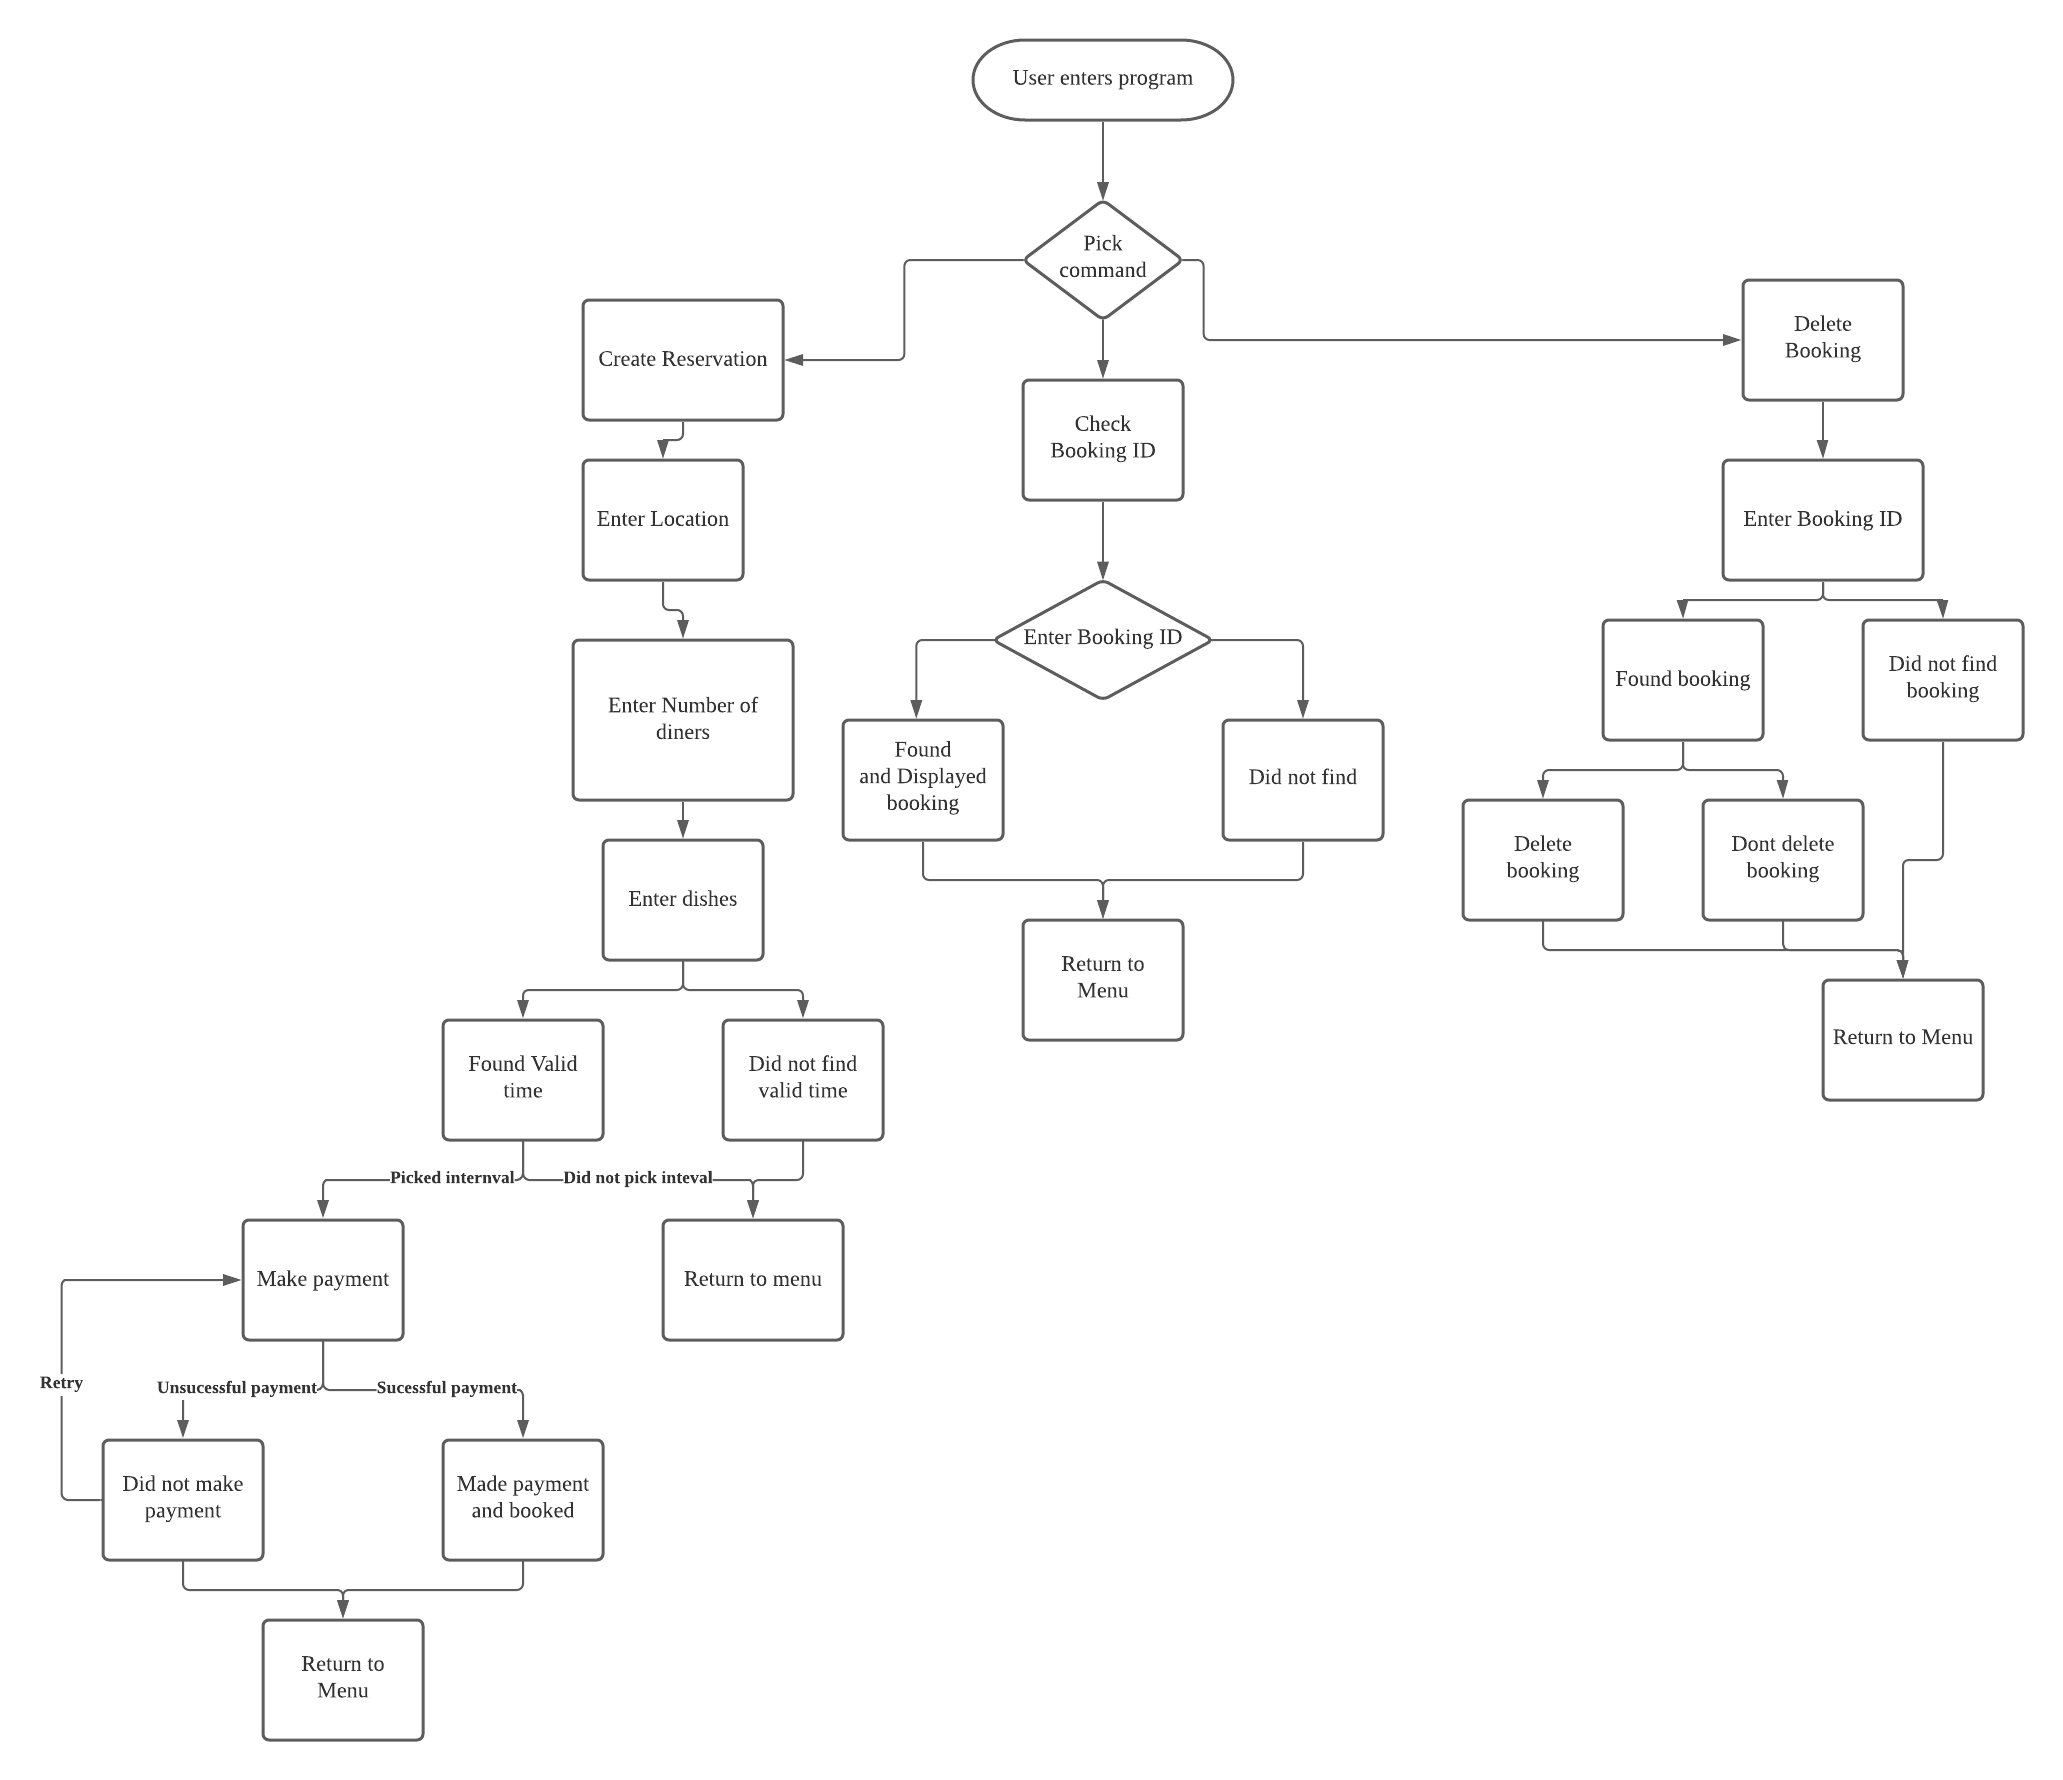 User enters program
Pick
command
Create Reservation
Delete
Booking
Check
Booking ID
Enter Location
Enter Booking ID
Enter Number of
diners
Enter Booking ID
Found booking
Did not find
booking
Found
and Displayed
booking
Did not find
Enter dishes
Delete
booking
Dont delete
booking
Return to
Menu
Return to Menu
Found Valid
time
Did not find
valid time
Picked internval
Did not pick inteval
Make payment
Return to menu
Retry
Unsucessful payment
Sucessful payment
Did not make
payment
Made payment
and booked
Return to
Menu